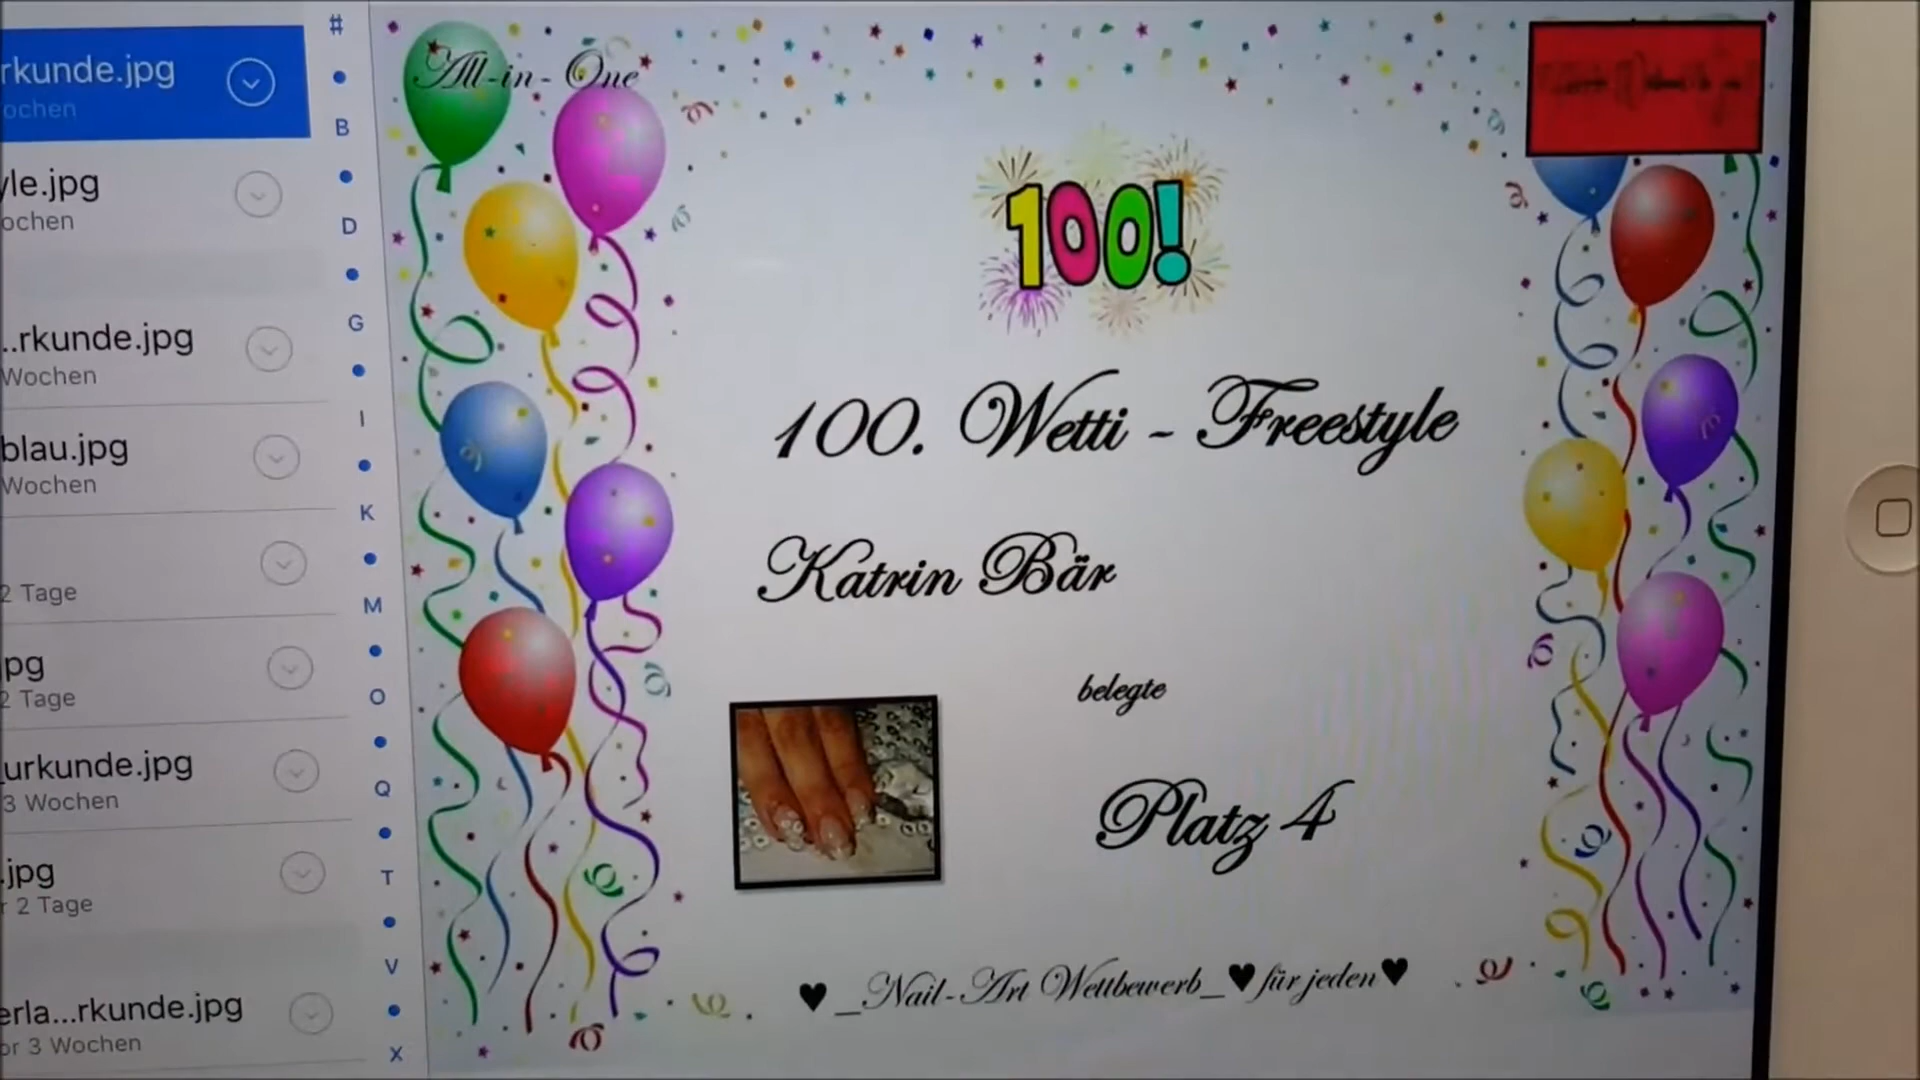 rkunde.jpg
ochen
yle.jpg
ochen
...rkunde.jpg
Wochen
blau.jpg
Wochen
2 Tage
jpg
2 Tage
_urkunde.jpg
3 Wochen
.jpg
r 2 Tage
erla...rkunde.jpg
or 3 Wochen
#
B
D
G
I
K
M
O
Q
T
V
X
All-in-One
100!
100. Wetti - Freestyle
Katrin Bär
belegte
Platz 4
♥_Nail-Art Wettbewerb_♥für jeden♥